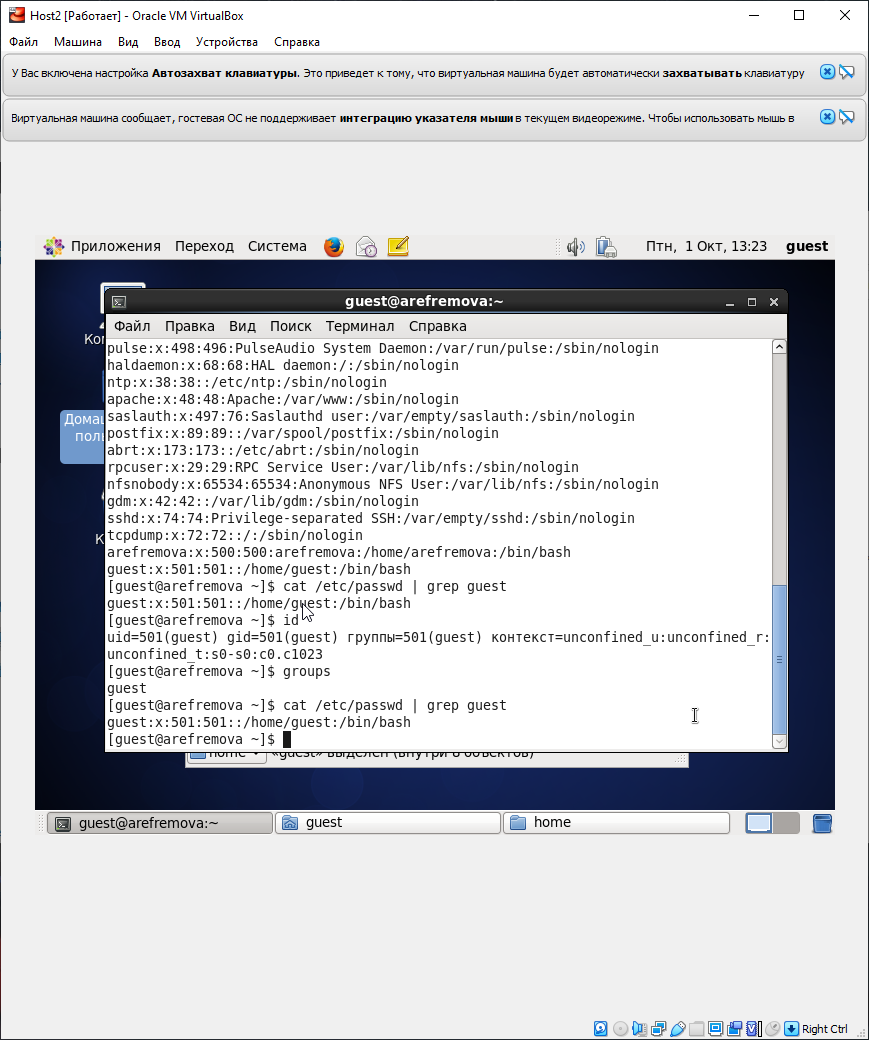 Host2 [Работает] - Oracle VM VirtualBox
Файл Машина Вид Ввод Устройства Справка
У Вас включена настройка Автозахват клавиатуры. Это приведет к тому, что виртуальная машина будет автоматически захватывать клавиатуру
Виртуальная машина сообщает, гостевая ОС не поддерживает интеграцию указателя мыши в текущем видеорежиме. Чтобы использовать мышь в
Приложения Переход Система Птн, 1 Окт, 13:23 guest
guest@arefremova:~
Файл Правка Вид Поиск Терминал Справка
pulse:x:498:496:PulseAudio System Daemon:/var/run/pulse:/sbin/nologin
haldaemon:x:68:68:HAL daemon:/:/sbin/nologin
ntp:x:38:38::/etc/ntp:/sbin/nologin
apache:x:48:48:Apache:/var/www:/sbin/nologin
saslauth:x:497:76:Saslauthd user:/var/empty/saslauth:/sbin/nologin
postfix:x:89:89::/var/spool/postfix:/sbin/nologin
abrt:x:173:173::/etc/abrt:/sbin/nologin
rpcuser:x:29:29:RPC Service User:/var/lib/nfs:/sbin/nologin
nfsnobody:x:65534:65534:Anonymous NFS User:/var/lib/nfs:/sbin/nologin
gdm:x:42:42::/var/lib/gdm:/sbin/nologin
sshd:x:74:74:Privilege-separated SSH:/var/empty/sshd:/sbin/nologin
tcpdump:x:72:72::/:/sbin/nologin
arefremova:x:500:500:arefremova:/home/arefremova:/bin/bash
guest:x:501:501::/home/guest:/bin/bash
[guest@arefremova ~]$ cat /etc/passwd | grep guest
guest:x:501:501::/home/guest:/bin/bash
[guest@arefremova ~]$ id
uid=501(guest) gid=501(guest) группы=501(guest) контекст=unconfined_u:unconfined_r:
unconfined_t:s0-s0:c0.c1023
[guest@arefremova ~]$ groups
guest
[guest@arefremova ~]$ cat /etc/passwd | grep guest
guest:x:501:501::/home/guest:/bin/bash
[guest@arefremova ~]$
home «guest» выделен (внутри 0 объектов)
guest@arefremova:~ guest home
Right Ctrl